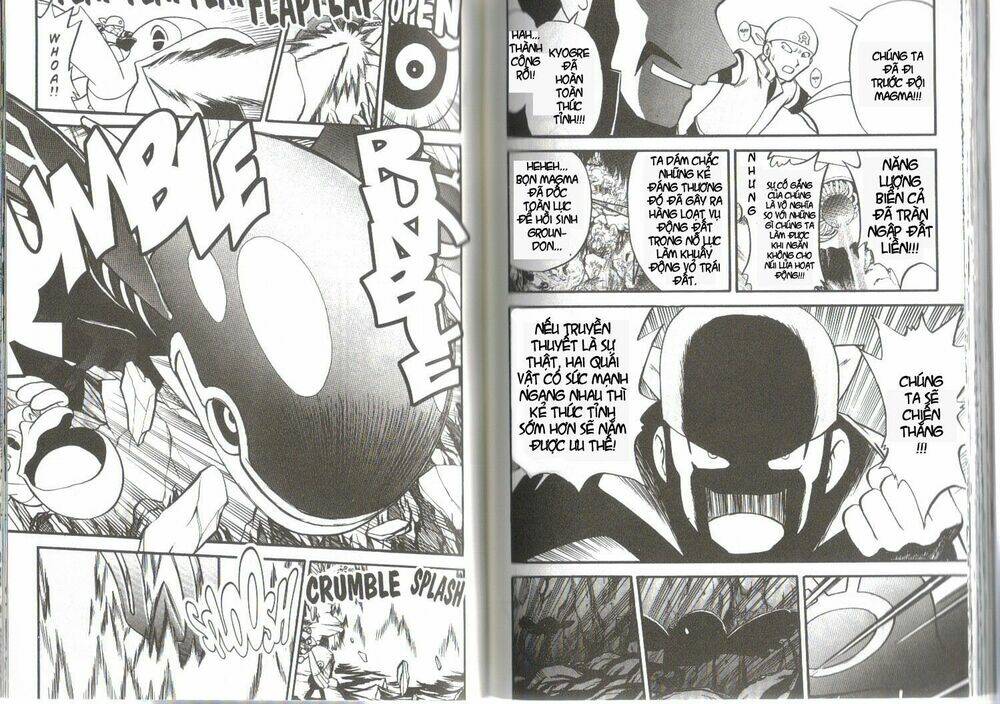 FLAP FLAP
OPEN
WHOA!!
RUMBLE
RUMBLE
SWOOSH
CRUMBLE SPLASH
HAH...
THÀNH
CÔNG
RỒI!
KYOGRE
ĐÃ
HOÀN
TOÀN
THỨC
TỈNH!!!
CHÚNG TA
ĐÃ ĐI
TRƯỚC ĐỘI
MAGMA!!!
HEHEH...
BỌN MAGMA
ĐÃ DỐC
TOÀN LỰC
ĐỂ HỒI SINH
GROUN-
DON...
TA DÁM CHẮC
NHỮNG KẺ
ĐÁNG THƯƠNG
ĐÓ ĐÃ GÂY RA
HÀNG LOẠT VỤ
ĐỘNG ĐẤT
TRONG NỖ LỰC
LÀM KHUẤY
ĐỘNG VỎ TRÁI
ĐẤT.
NHƯNG
SỰ CỐ GẮNG
CỦA CHÚNG
LÀ VÔ NGHĨA
SO VỚI NHỮNG
GÌ CHÚNG TA
LÀM ĐƯỢC
KHI NGĂN
KHÔNG CHO
NÚI LỬA HOẠT
ĐỘNG!!!
NĂNG
LƯỢNG
BIỂN CẢ
ĐÃ TRÀN
NGẬP ĐẤT
LIỀN!!!
NẾU TRUYỀN
THUYẾT LÀ SỰ
THẬT, HAI QUÁI
VẬT CÓ SỨC MẠNH
NGANG NHAU THÌ
KẺ THỨC TỈNH
SỚM HƠN SẼ NẮM
ĐƯỢC ƯU THẾ!
CHÚNG
TA SẼ
CHIẾN
THẮNG
!!!